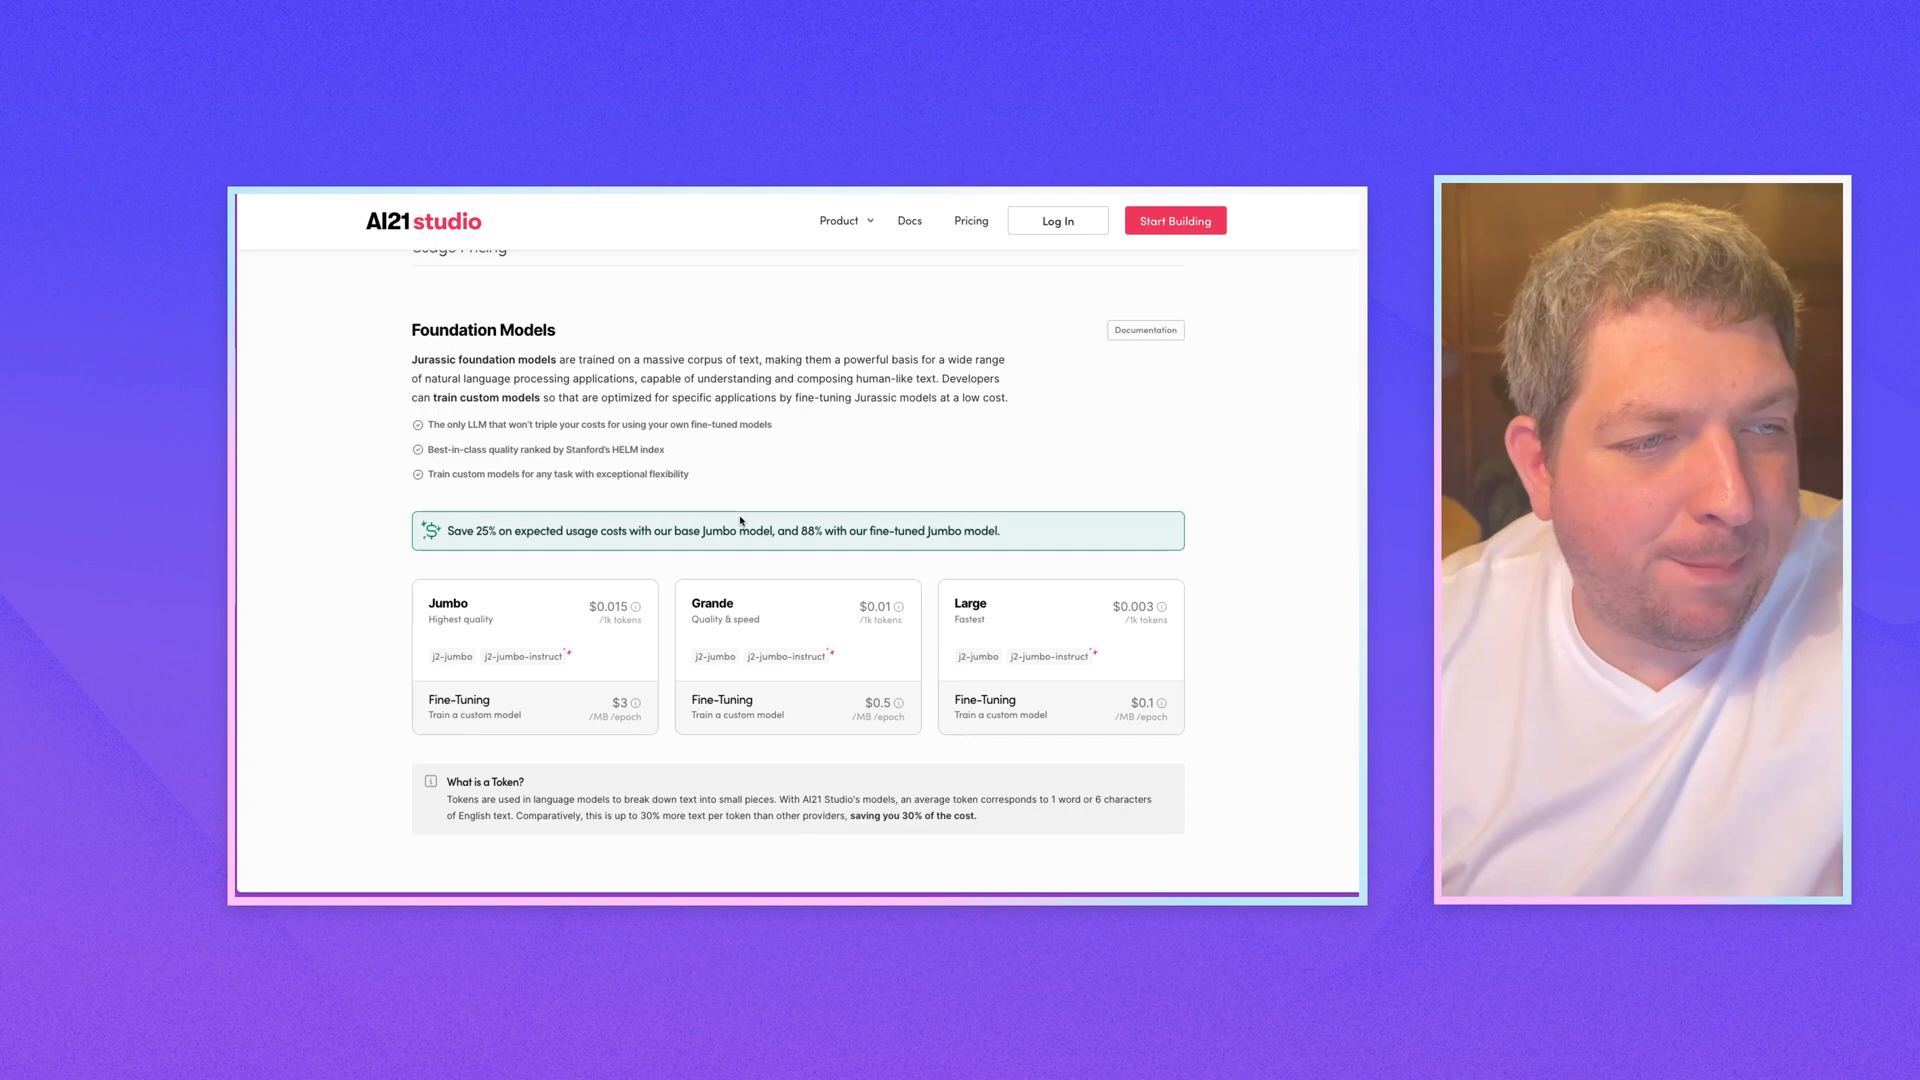 AI21studio
Product
Docs
Pricing
Log In
Start Building
Usage Pricing
Foundation Models
Documentation
Jurassic foundation models are trained on a massive corpus of text, making them a powerful basis for a wide range
of natural language processing applications, capable of understanding and composing human-like text. Developers
can train custom models so that are optimized for specific applications by fine-tuning Jurassic models at a low cost.
The only LLM that won't triple your costs for using your own fine-tuned models
Best-in-class quality ranked by Stanford's HELM index
Train custom models for any task with exceptional flexibility
Save 25% on expected usage costs with our base Jumbo model, and 88% with our fine-tuned Jumbo model.
Jumbo
$0.015
Highest quality
/1k tokens
j2-jumbo
j2-jumbo-instruct
Fine-Tuning
$3
Train a custom model
/MB /epoch
Grande
$0.01
Quality & speed
/1k tokens
j2-jumbo
j2-jumbo-instruct
Fine-Tuning
$0.5
Train a custom model
/MB /epoch
Large
$0.003
Fastest
/1k tokens
j2-jumbo
j2-jumbo-instruct
Fine-Tuning
$0.1
Train a custom model
/MB /epoch
What is a Token?
Tokens are used in language models to break down text into small pieces. With AI21 Studio's models, an average token corresponds to 1 word or 6 characters
of English text. Comparatively, this is up to 30% more text per token than other providers, saving you 30% of the cost.